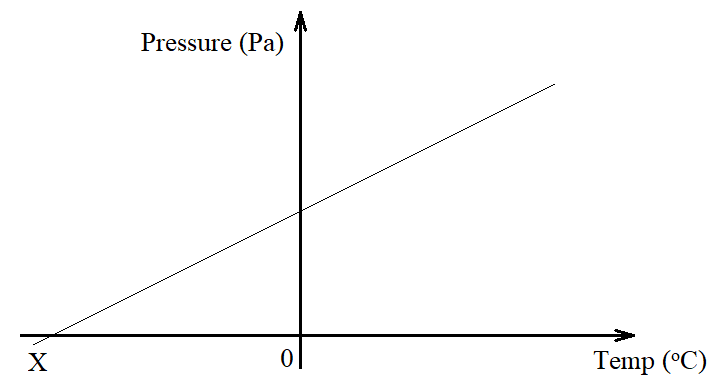 Pressure (Pa)
X
0
Temp (°C)